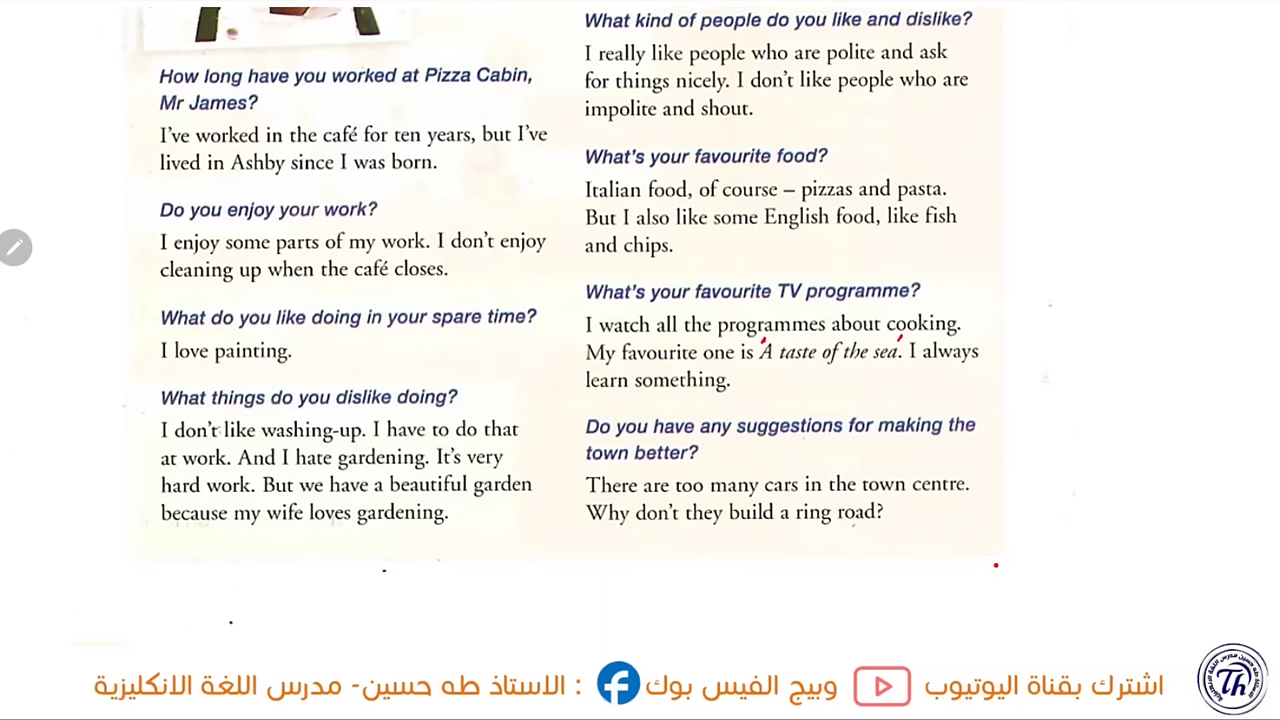 How long have you worked at Pizza Cabin,
Mr James?
I've worked in the café for ten years, but I've
lived in Ashby since I was born.
Do you enjoy your work?
I enjoy some parts of my work. I don't enjoy
cleaning up when the café closes.
What do you like doing in your spare time?
I love painting.
What things do you dislike doing?
I don't like washing-up. I have to do that
at work. And I hate gardening. It's very
hard work. But we have a beautiful garden
because my wife loves gardening.
What kind of people do you like and dislike?
I really like people who are polite and ask
for things nicely. I don't like people who are
impolite and shout.
What's your favourite food?
Italian food, of course – pizzas and pasta.
But I also like some English food, like fish
and chips.
What's your favourite TV programme?
I watch all the programmes about cooking.
My favourite one is A taste of the sea. I always
learn something.
Do you have any suggestions for making the
town better?
There are too many cars in the town centre.
Why don't they build a ring road?
اشترك بقناة اليوتيوب وبيج الفيس بوك : الاستاذ طه حسين- مدرس اللغة الانكليزية
Th